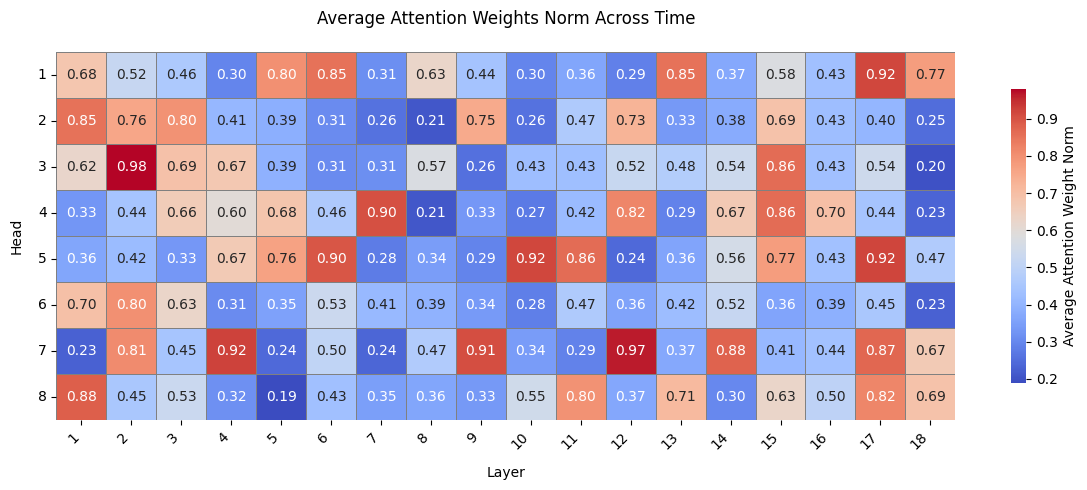 Average Attention Weights Norm Across Time
1 0.68 0.52 0.46 0.30 0.80 0.85 0.31 0.63 0.44 0.30 0.36 0.29 0.85 0.37 0.58 0.43 0.92 0.77
2 0.85 0.76 0.80 0.41 0.39 0.31 0.26 0.21 0.75 0.26 0.47 0.73 0.33 0.38 0.69 0.43 0.40 0.25
3 0.62 0.98 0.69 0.67 0.39 0.31 0.31 0.57 0.26 0.43 0.43 0.52 0.48 0.54 0.86 0.43 0.54 0.20
4 0.33 0.44 0.66 0.60 0.68 0.46 0.90 0.21 0.33 0.27 0.42 0.82 0.29 0.67 0.86 0.70 0.44 0.23
5 0.36 0.42 0.33 0.67 0.76 0.90 0.28 0.34 0.29 0.92 0.86 0.24 0.36 0.56 0.77 0.43 0.92 0.47
6 0.70 0.80 0.63 0.31 0.35 0.53 0.41 0.39 0.34 0.28 0.47 0.36 0.42 0.52 0.36 0.39 0.45 0.23
7 0.23 0.81 0.45 0.92 0.24 0.50 0.24 0.47 0.91 0.34 0.29 0.97 0.37 0.88 0.41 0.44 0.87 0.67
8 0.88 0.45 0.53 0.32 0.19 0.43 0.35 0.36 0.33 0.55 0.80 0.37 0.71 0.30 0.63 0.50 0.82 0.69
Head
1 2 3 4 5 6 7 8 9 10 11 12 13 14 15 16 17 18
Layer
0.9
0.8
0.7
0.6
0.5
0.4
0.3
0.2
Average Attention Weight Norm